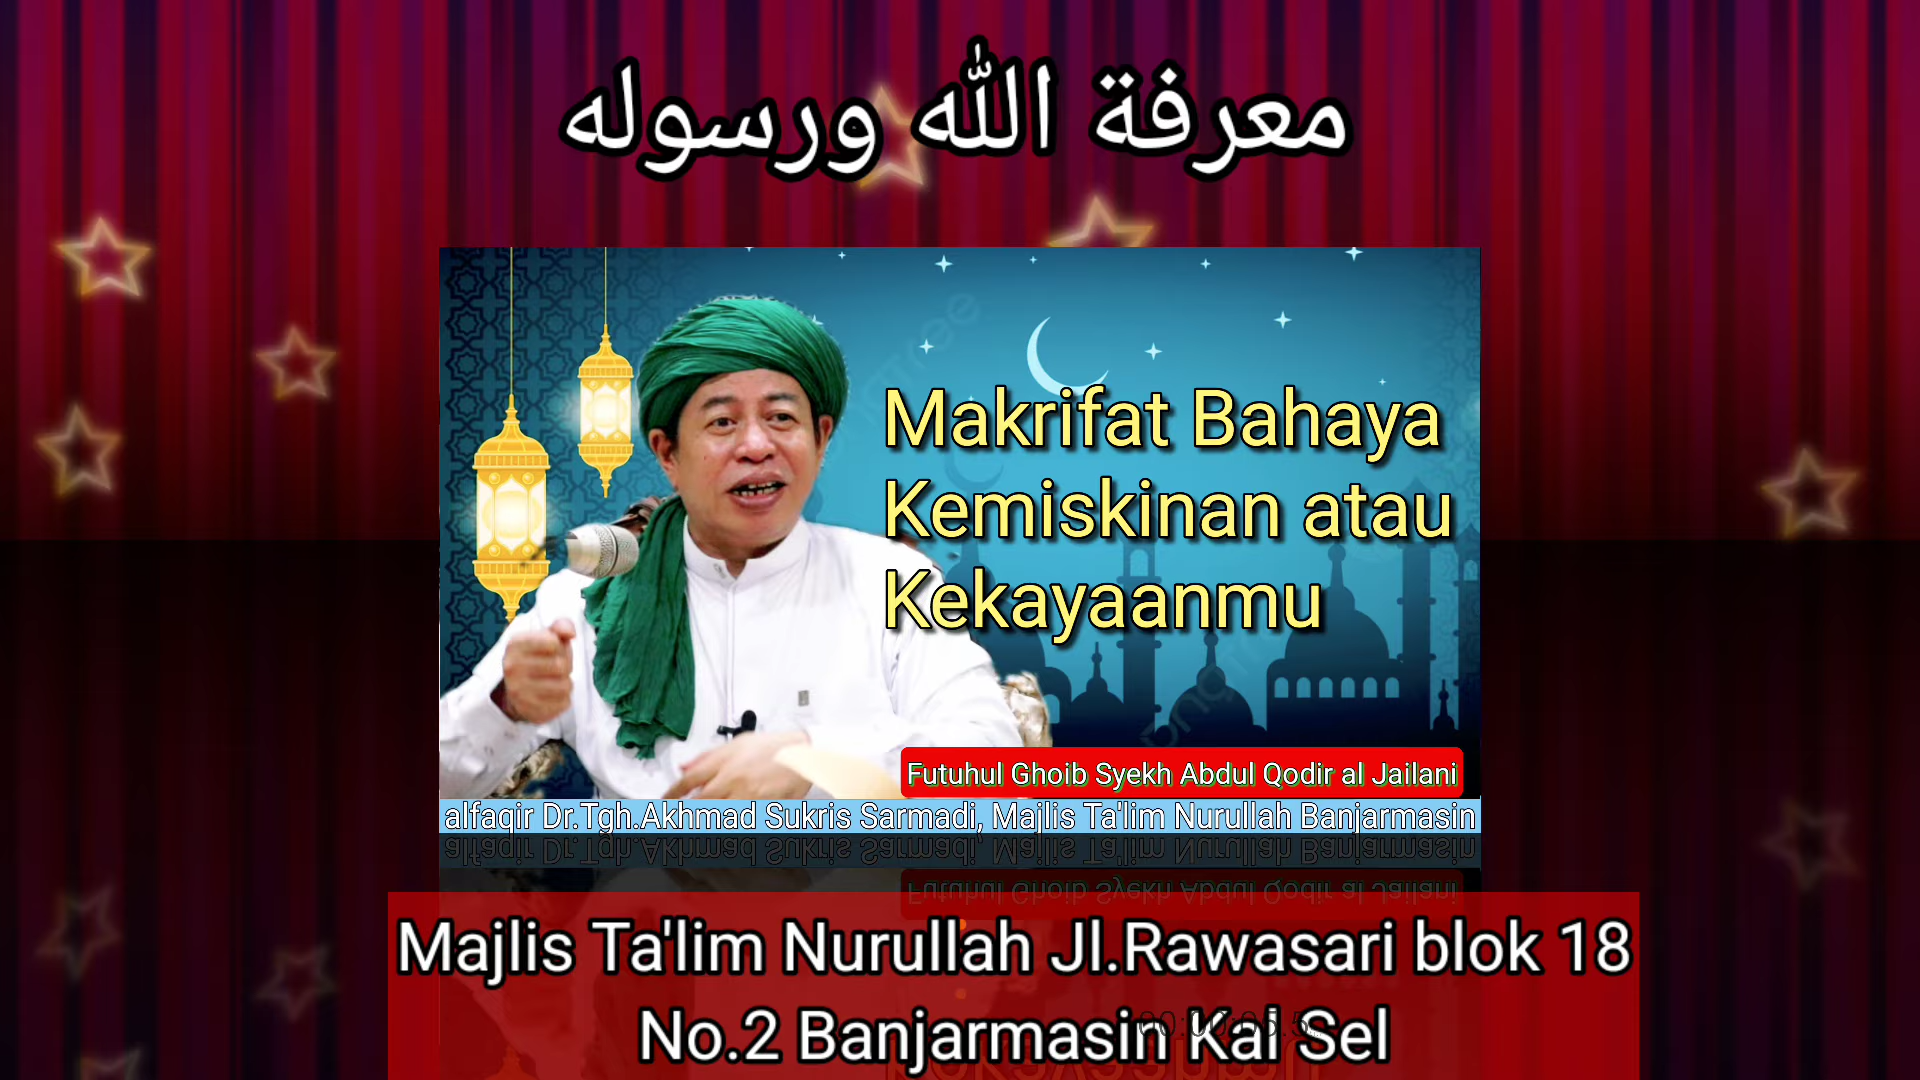 معرفة الله ورسوله
Makrifat Bahaya
Kemiskinan atau
Kekayaanmu
Futuhul Ghoib Syekh Abdul Qodir al Jailani
alfaqir Dr.Tgh.Akhmad Sukris Sarmadi, Majlis Ta'lim Nurullah Banjarmasin
Majlis Ta'lim Nurullah Jl.Rawasari blok 18
No.2 Banjarmasin Kal Sel